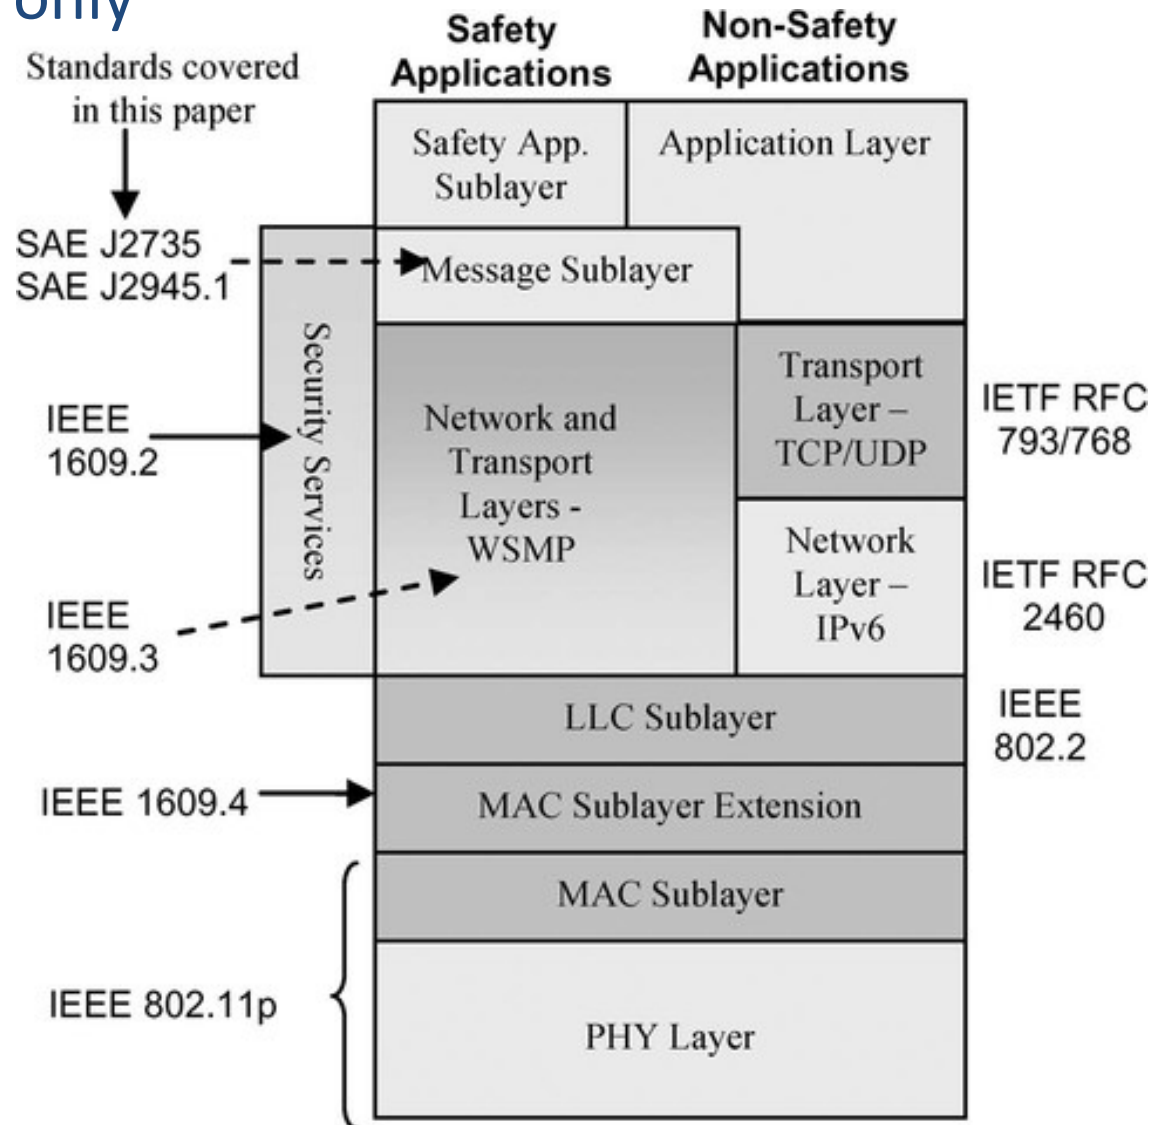 only
Safety
Applications
Non-Safety
Applications
Standards covered
in this paper
Safety App.
Sublayer
Application Layer
SAE J2735
SAE J2945.1
Message Sublayer
Security Services
IEEE
1609.2
Network and
Transport
Layers -
WSMP
Transport
Layer –
TCP/UDP
IETF RFC
793/768
Network
Layer –
IPv6
IETF RFC
2460
IEEE
1609.3
LLC Sublayer
IEEE
802.2
IEEE 1609.4
MAC Sublayer Extension
MAC Sublayer
IEEE 802.11p
PHY Layer